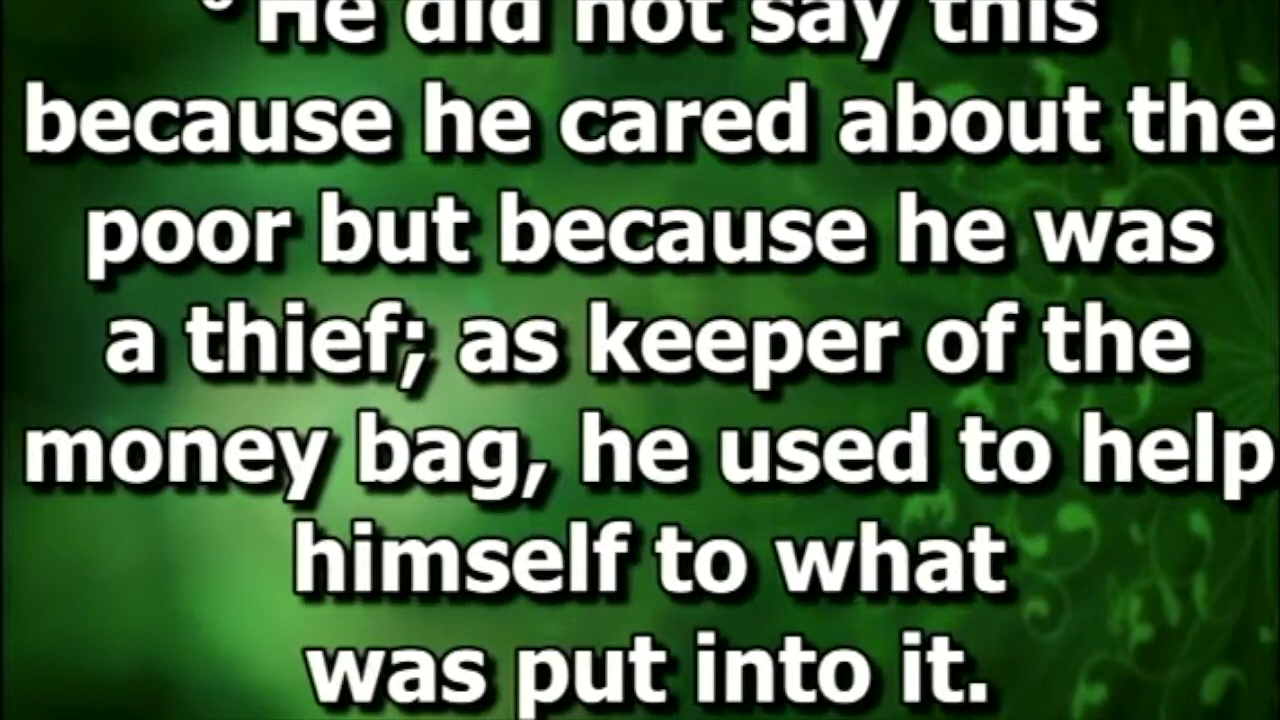 He did not say this
because he cared about the
poor but because he was
a thief; as keeper of the
money bag, he used to help
himself to what
was put into it.